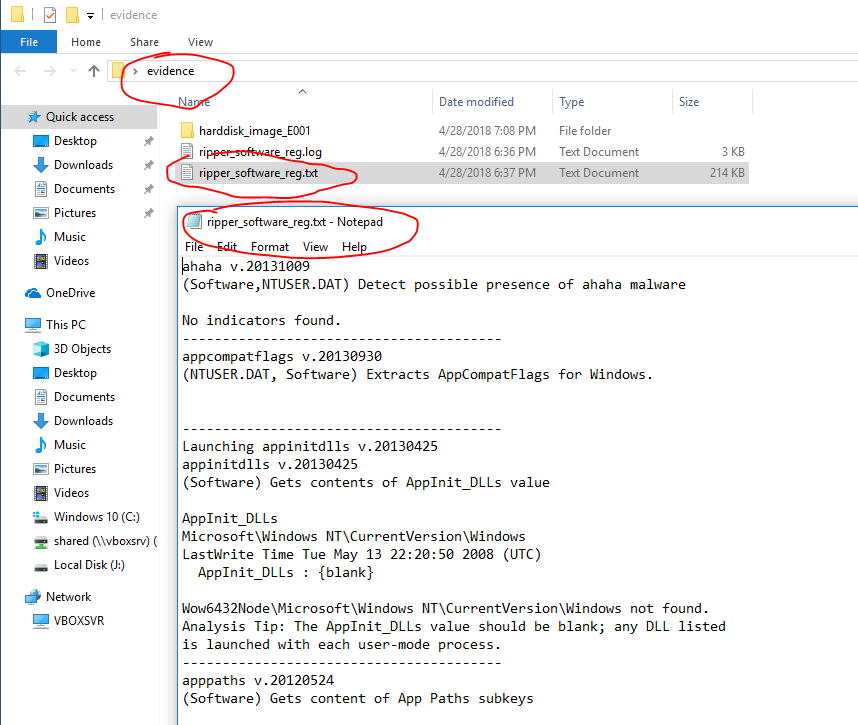 evidence
File Home Share View
evidence
Name Date modified Type Size
harddisk_image_E001 4/28/2018 7:08 PM File folder
ripper_software_reg.log 4/28/2018 6:36 PM Text Document 3 KB
ripper_software_reg.txt 4/28/2018 6:37 PM Text Document 214 KB
Quick access
Desktop
Downloads
Documents
Pictures
Music
Videos
OneDrive
This PC
3D Objects
Desktop
Documents
Downloads
Music
Pictures
Videos
Windows 10 (C:)
shared (\\vboxsrv) (
Local Disk (J:)
Network
VBOXSVR
ripper_software_reg.txt - Notepad
File Edit Format View Help
ahaha v.20131009
(Software,NTUSER.DAT) Detect possible presence of ahaha malware
No indicators found.
----------------------------------------
appcompatflags v.20130930
(NTUSER.DAT, Software) Extracts AppCompatFlags for Windows.
----------------------------------------
Launching appinitdlls v.20130425
appinitdlls v.20130425
(Software) Gets contents of AppInit_DLLs value
AppInit_DLLs
Microsoft\Windows NT\CurrentVersion\Windows
LastWrite Time Tue May 13 22:20:50 2008 (UTC)
AppInit_DLLs : {blank}
Wow6432Node\Microsoft\Windows NT\CurrentVersion\Windows not found.
Analysis Tip: The AppInit_DLLs value should be blank; any DLL listed
is launched with each user-mode process.
----------------------------------------
apppaths v.20120524
(Software) Gets content of App Paths subkeys